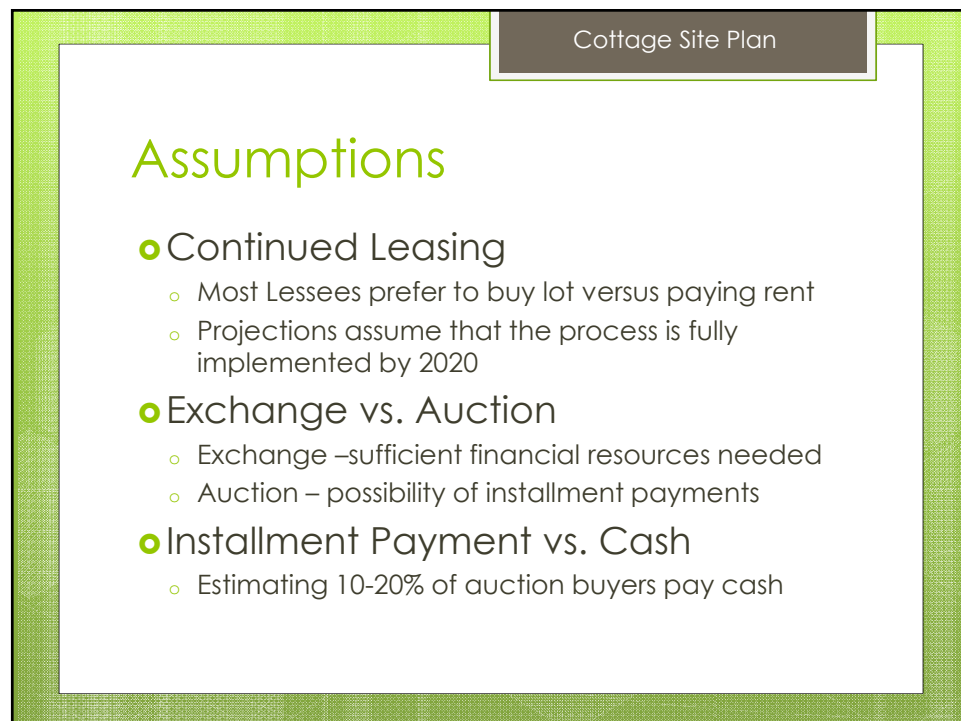 Cottage Site Plan
Assumptions
Continued Leasing
Most Lessees prefer to buy lot versus paying rent
Projections assume that the process is fully
implemented by 2020
Exchange vs. Auction
Exchange –sufficient financial resources needed
Auction – possibility of installment payments
Installment Payment vs. Cash
Estimating 10-20% of auction buyers pay cash